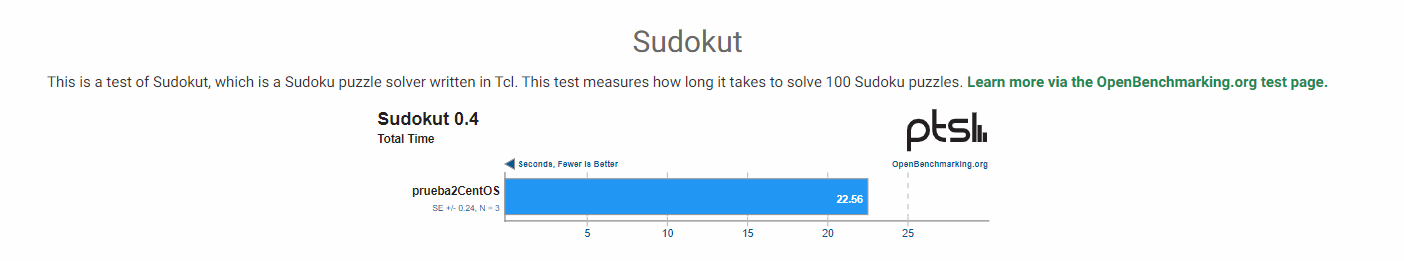 Sudokut
This is a test of Sudokut, which is a Sudoku puzzle solver written in Tcl. This test measures how long it takes to solve 100 Sudoku puzzles. Learn more via the OpenBenchmarking.org test page.
Sudokut 0.4
Total Time
ptsl
Seconds, Fewer Is Better
OpenBenchmarking.org
prueba2CentOS
22.56
SE +/- 0.24, N = 3
5 10 15 20 25